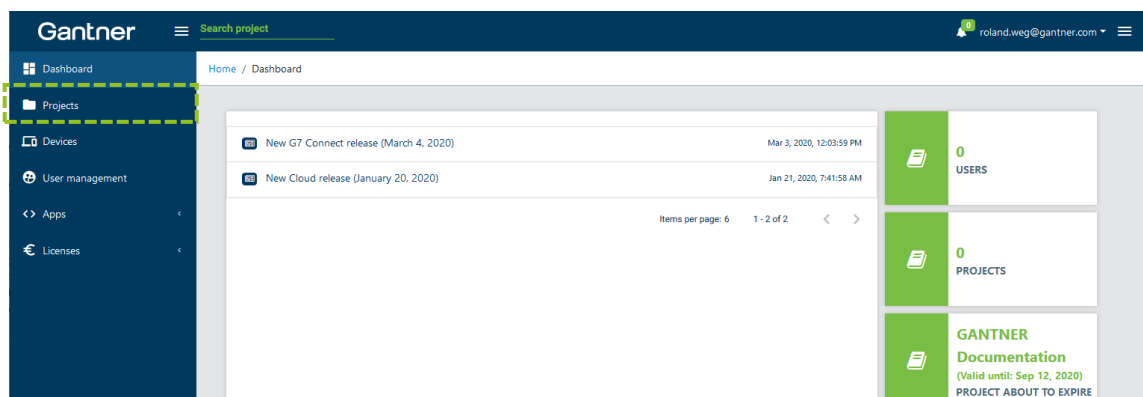 Gantner
Search project
0
roland.weg@gantner.com
Dashboard
Home / Dashboard
Projects
Devices
User management
<> Apps
€ Licenses
New G7 Connect release (March 4, 2020) Mar 3, 2020, 12:03:59 PM
New Cloud release (January 20, 2020) Jan 21, 2020, 7:41:58 AM
Items per page: 6 1 - 2 of 2 < >
0
USERS
0
PROJECTS
GANTNER
Documentation
(Valid until: Sep 12, 2020)
PROJECT ABOUT TO EXPIRE